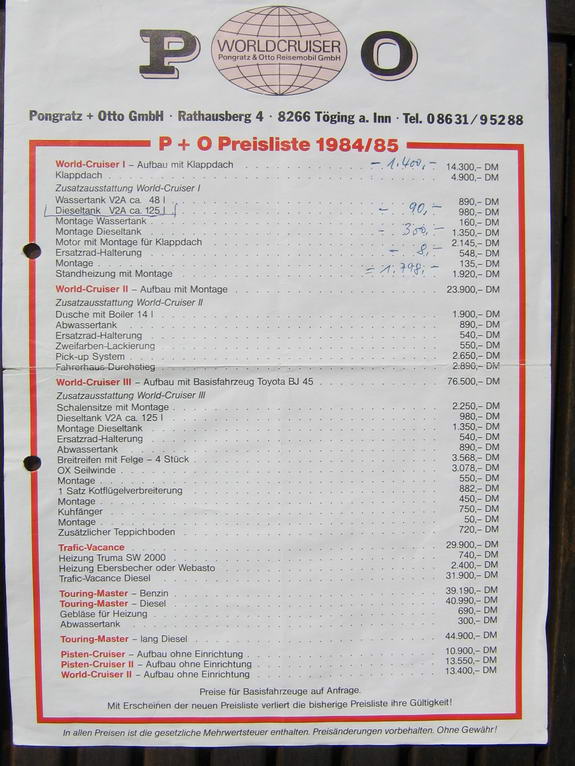 P WORLDCRUISER O
Pongratz & Otto Reisemobil GmbH
Pongratz + Otto GmbH · Rathausberg 4 · 8266 Töging a. Inn · Tel. 08631/95288
P + O Preisliste 1984/85
World-Cruiser I – Aufbau mit Klappdach – 1.400,– 14.300,– DM
Klappdach 4.900,– DM
Zusatzausstattung World-Cruiser I
Wassertank V2A ca. 48 l 890,– DM
Dieseltank V2A ca. 125 l – 90,– 980,– DM
Montage Wassertank 160,– DM
Montage Dieseltank – 300,– 1.350,– DM
Motor mit Montage für Klappdach 2.145,– DM
Ersatzrad-Halterung – 8,– 548,– DM
Montage 135,– DM
Standheizung mit Montage = 1.798,– 1.920,– DM
World-Cruiser II – Aufbau mit Montage 23.900,– DM
Zusatzausstattung World-Cruiser II
Dusche mit Boiler 14 l 1.900,– DM
Abwassertank 890,– DM
Ersatzrad-Halterung 540,– DM
Zweifarben-Lackierung 550,– DM
Pick-up System 2.650,– DM
Fahrerhaus-Durchstieg 2.890,– DM
World-Cruiser III – Aufbau mit Basisfahrzeug Toyota BJ 45 76.500,– DM
Zusatzausstattung World-Cruiser III
Schalensitze mit Montage 2.250,– DM
Dieseltank V2A ca. 125 l 980,– DM
Montage Dieseltank 1.350,– DM
Ersatzrad-Halterung 540,– DM
Abwassertank 890,– DM
Breitreifen mit Felge – 4 Stück 3.568,– DM
OX Seilwinde 3.078,– DM
Montage 550,– DM
1 Satz Kotflügelverbreiterung 882,– DM
Montage 450,– DM
Kuhfänger 750,– DM
Montage 50,– DM
Zusätzlicher Teppichboden 720,– DM
Trafic-Vacance 29.900,– DM
Heizung Truma SW 2000 740,– DM
Heizung Ebersbecher oder Webasto 2.400,– DM
Trafic-Vacance Diesel 31.900,– DM
Touring-Master – Benzin 39.190,– DM
Touring-Master – Diesel 40.990,– DM
Gebläse für Heizung 690,– DM
Abwassertank 300,– DM
Touring-Master – lang Diesel 44.900,– DM
Pisten-Cruiser – Aufbau ohne Einrichtung 10.900,– DM
Pisten-Cruiser II – Aufbau ohne Einrichtung 13.550,– DM
World-Cruiser II – Aufbau ohne Einrichtung 13.400,– DM
Preise für Basisfahrzeuge auf Anfrage.
Mit Erscheinen der neuen Preisliste verliert die bisherige Preisliste ihre Gültigkeit!
In allen Preisen ist die gesetzliche Mehrwertsteuer enthalten. Preisänderungen vorbehalten. Ohne Gewähr!